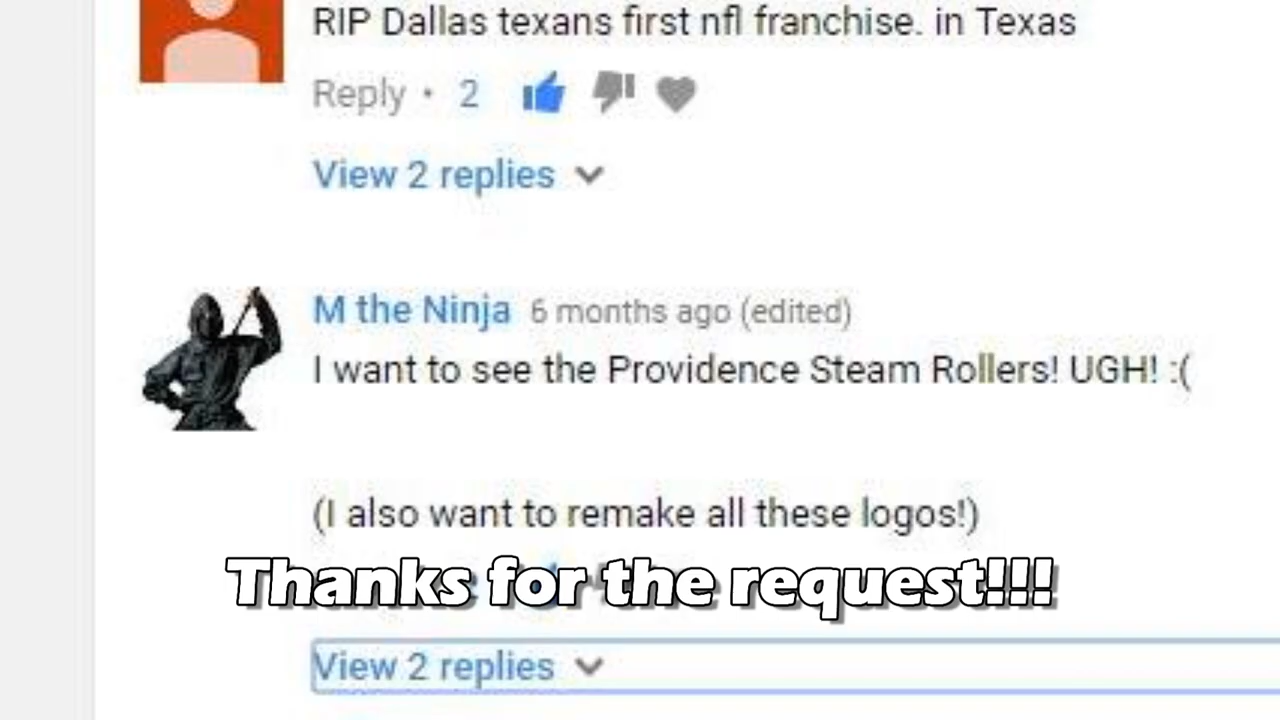 RIP Dallas texans first nfl franchise. in Texas
Reply • 2
View 2 replies
M the Ninja 6 months ago (edited)
I want to see the Providence Steam Rollers! UGH! :(
(I also want to remake all these logos!)
Thanks for the request!!!
View 2 replies